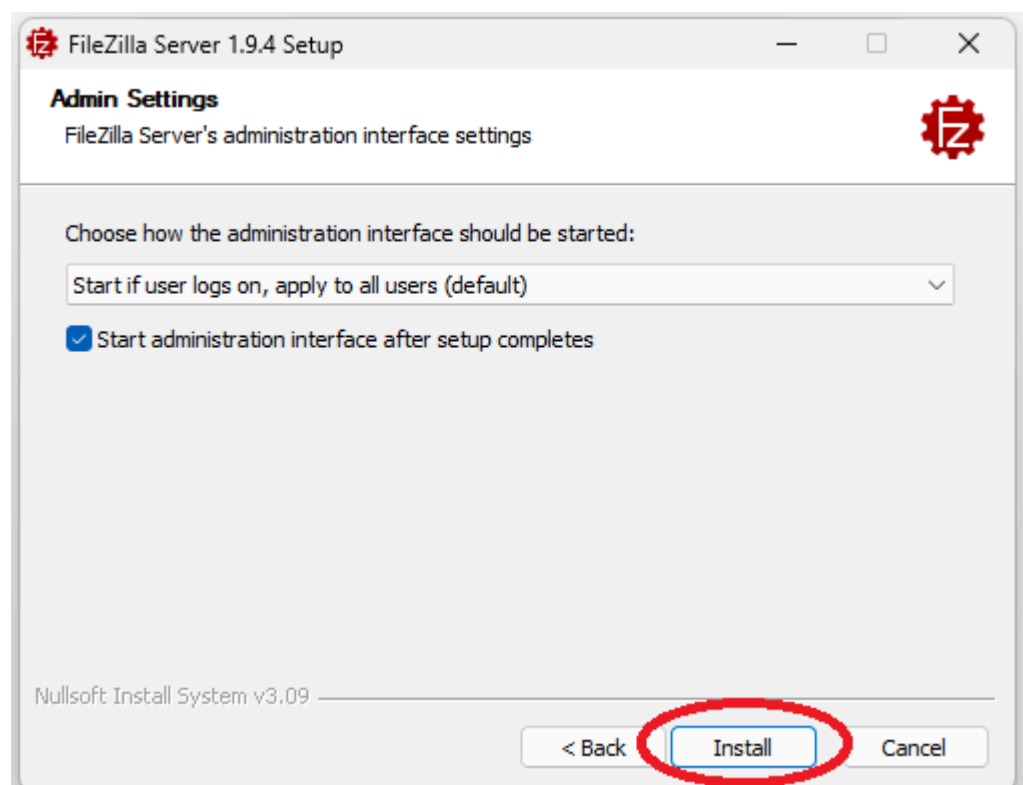 FileZilla Server 1.9.4 Setup
Admin Settings
FileZilla Server's administration interface settings
Fz
Choose how the administration interface should be started:
Start if user logs on, apply to all users (default)
Start administration interface after setup completes
Nullsoft Install System v3.09
< Back Install Cancel